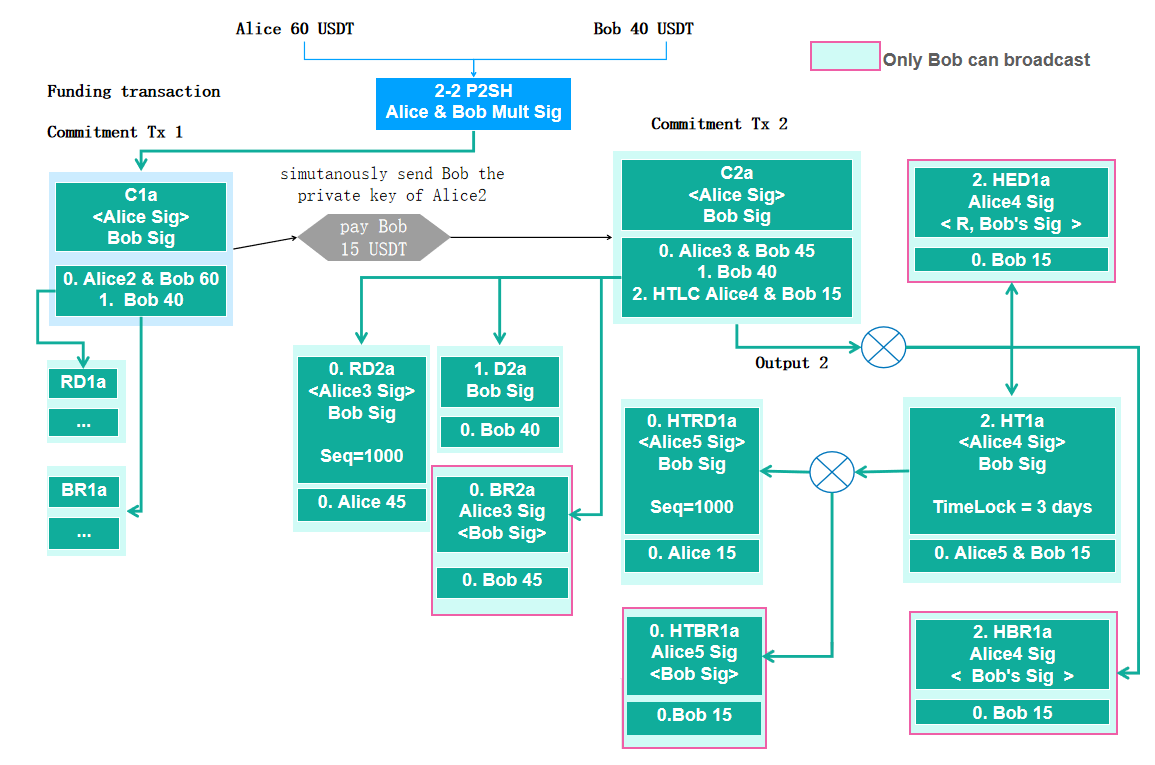 Alice 60 USDT
Bob 40 USDT
Only Bob can broadcast
2-2 P2SH
Alice & Bob Mult Sig
Funding transaction
Commitment Tx 1
Commitment Tx 2
simutanously send Bob the
private key of Alice2
pay Bob
15 USDT
C1a
<Alice Sig>
Bob Sig
0. Alice2 & Bob 60
1. Bob 40
RD1a
...
BR1a
...
C2a
<Alice Sig>
Bob Sig
0. Alice3 & Bob 45
1. Bob 40
2. HTLC Alice4 & Bob 15
Output 2
0. RD2a
<Alice3 Sig>
Bob Sig
Seq=1000
0. Alice 45
1. D2a
Bob Sig
0. Bob 40
0. BR2a
Alice3 Sig
<Bob Sig>
0. Bob 45
2. HED1a
Alice4 Sig
< R, Bob's Sig >
0. Bob 15
2. HT1a
<Alice4 Sig>
Bob Sig
TimeLock = 3 days
0. Alice5 & Bob 15
0. HTRD1a
<Alice5 Sig>
Bob Sig
Seq=1000
0. Alice 15
0. HTBR1a
Alice5 Sig
<Bob Sig>
0.Bob 15
2. HBR1a
Alice4 Sig
< Bob's Sig >
0. Bob 15